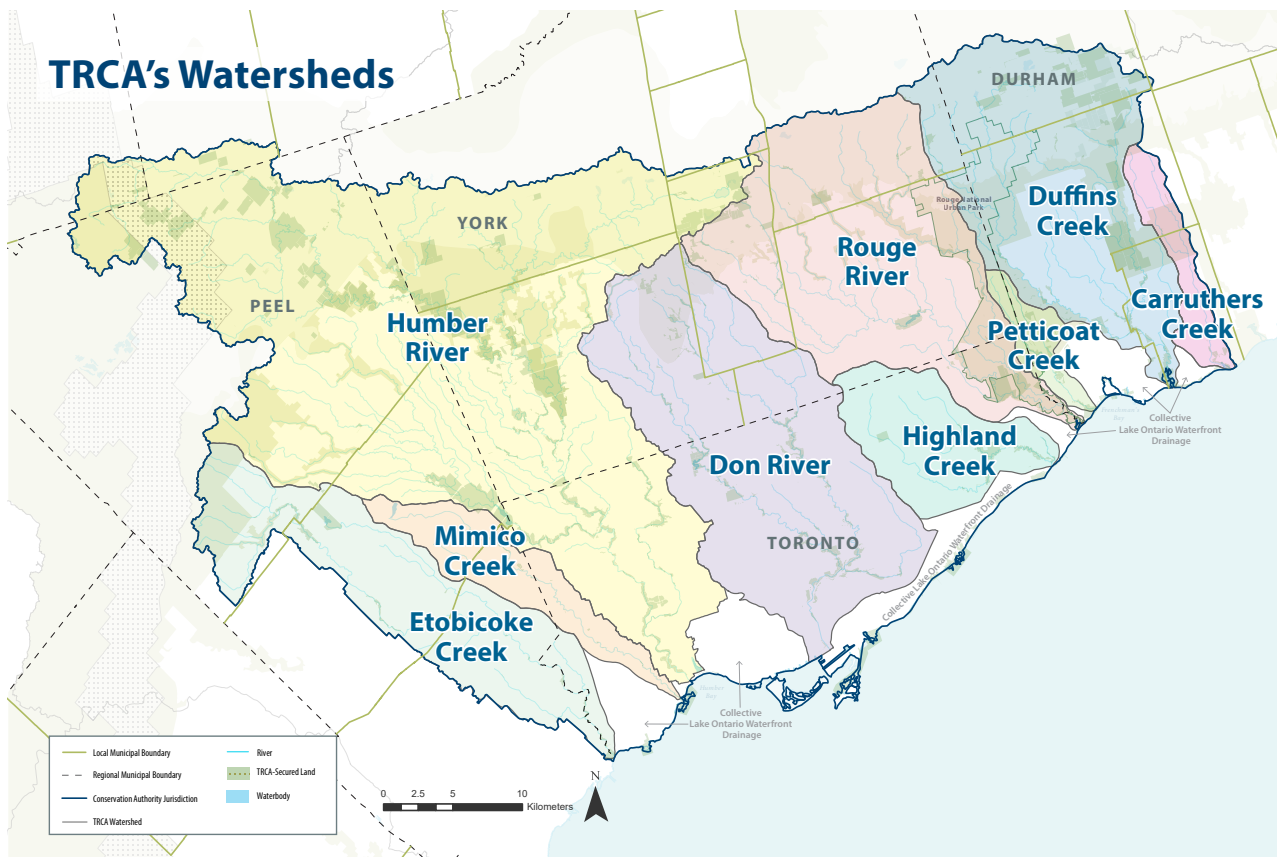 TRCA's Watersheds
DURHAM
Rouge National
Urban Park
Duffins
Creek
YORK
Rouge
River
PEEL
Humber
River
Carruthers
Creek
Petticoat
Creek
Collective
Lake Ontario Waterfront
Drainage
Highland
Creek
Don River
Mimico
Creek
TORONTO
Collective Lake Ontario Waterfront Drainage
Etobicoke
Creek
Humber
Bay
Collective
Lake Ontario Waterfront
Drainage
Local Municipal Boundary
Regional Municipal Boundary
Conservation Authority Jurisdiction
TRCA Watershed
River
TRCA-Secured Land
Waterbody
0 2.5 5 10
Kilometers
N